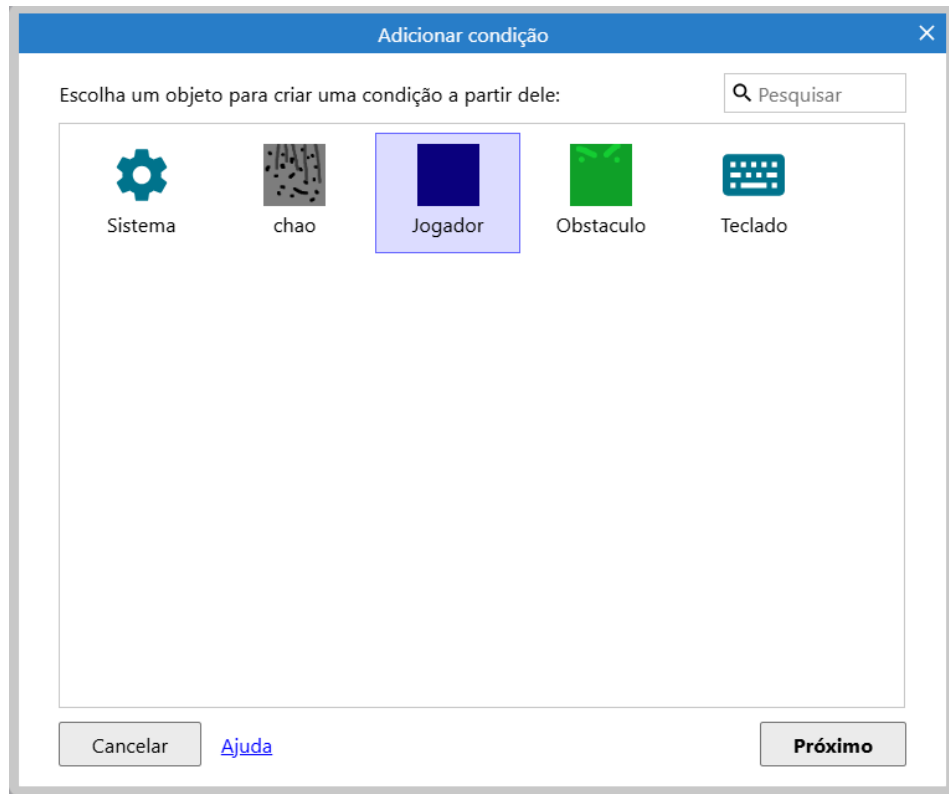 Adicionar condição
Escolha um objeto para criar uma condição a partir dele:
Pesquisar
Sistema
chao
Jogador
Obstaculo
Teclado
Cancelar
Ajuda
Próximo